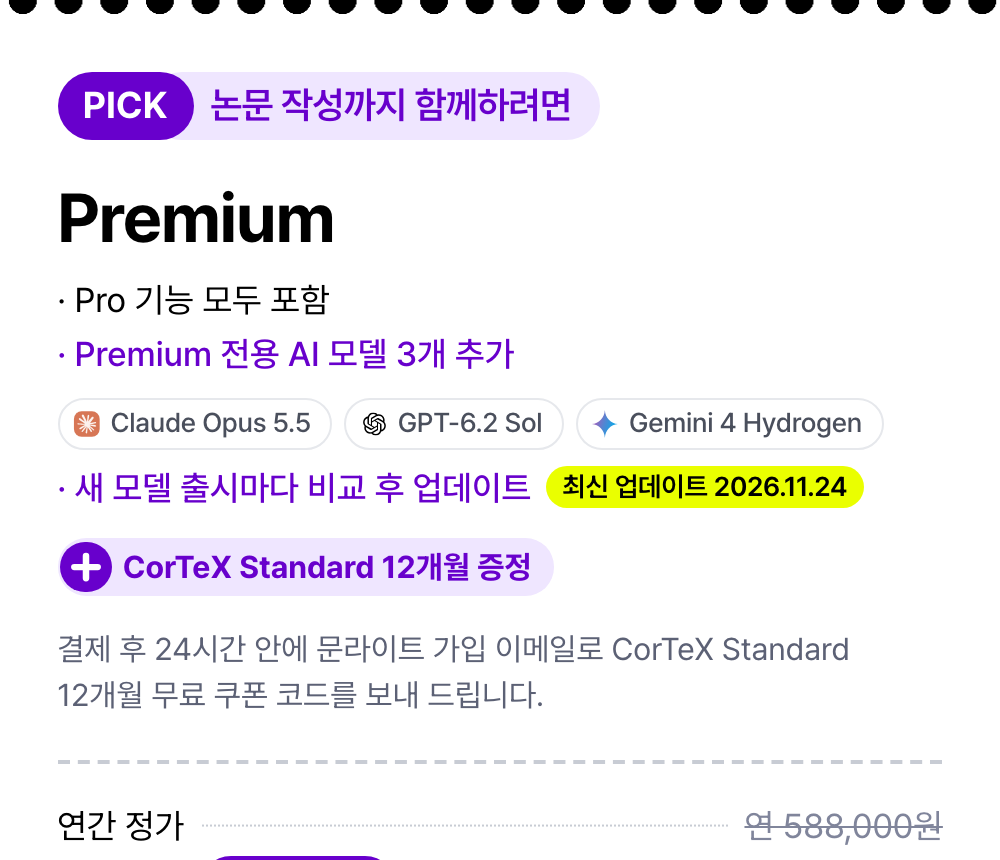 PICK 논문 작성까지 함께하려면
Premium
· Pro 기능 모두 포함
· Premium 전용 AI 모델 3개 추가
Claude Opus 5.5 GPT-6.2 Sol Gemini 4 Hydrogen
· 새 모델 출시마다 비교 후 업데이트 최신 업데이트 2026.11.24
CorTeX Standard 12개월 증정
결제 후 24시간 안에 문라이트 가입 이메일로 CorTeX Standard
12개월 무료 쿠폰 코드를 보내 드립니다.
연간 정가 연 588,000원